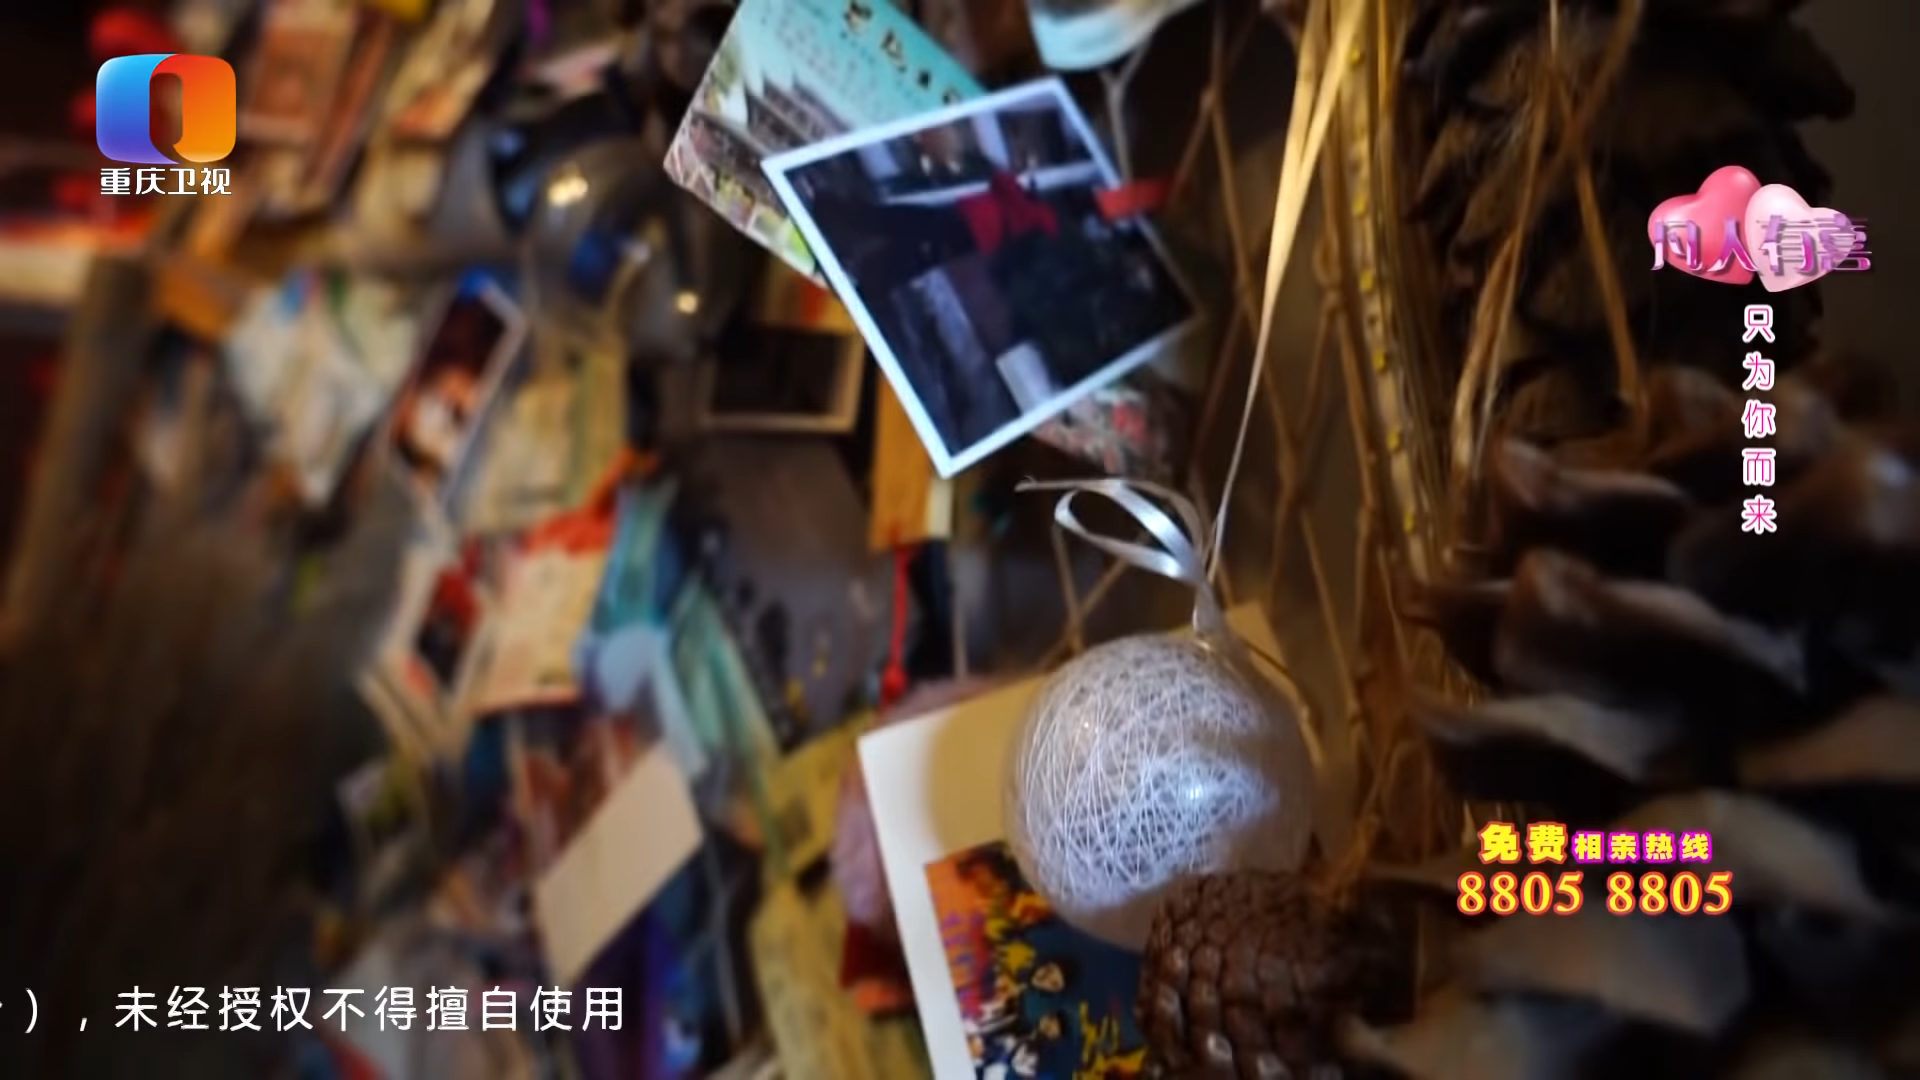 重庆卫视
凡人有喜
只为你而来
免费相亲热线
8805 8805
），未经授权不得擅自使用